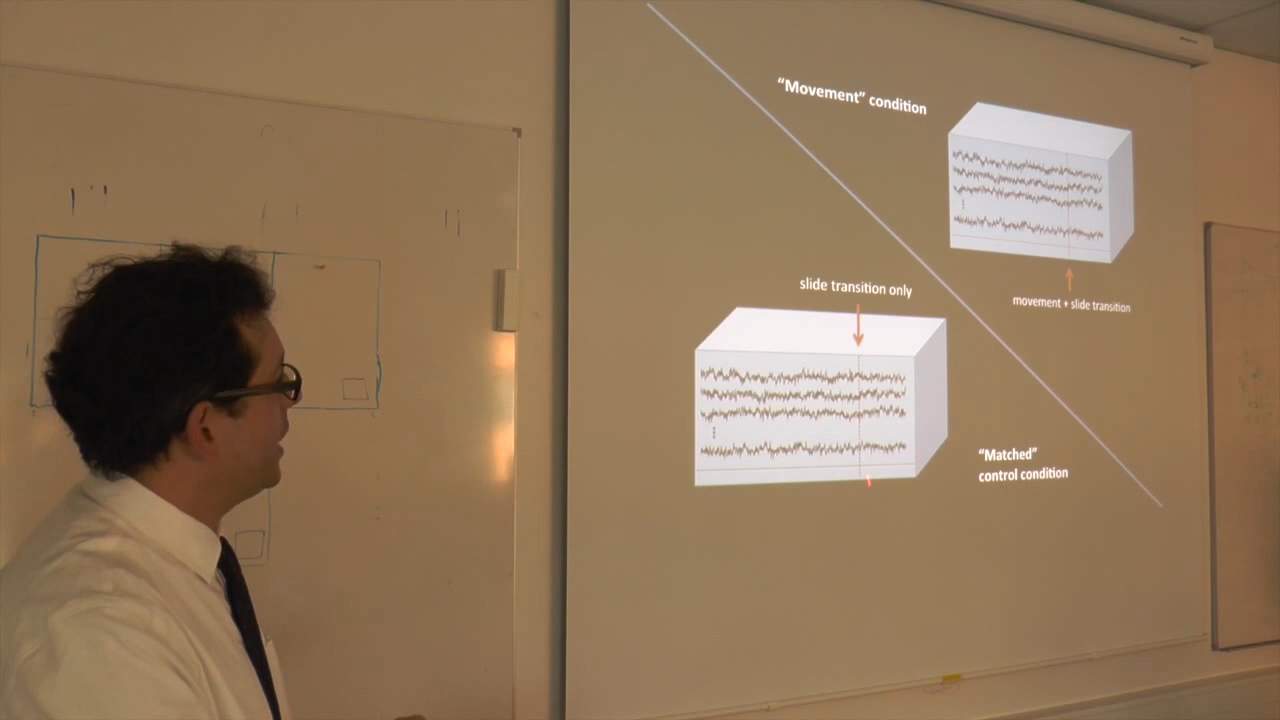 “Movement” condition
movement + slide transition
slide transition only
“Matched”
control condition